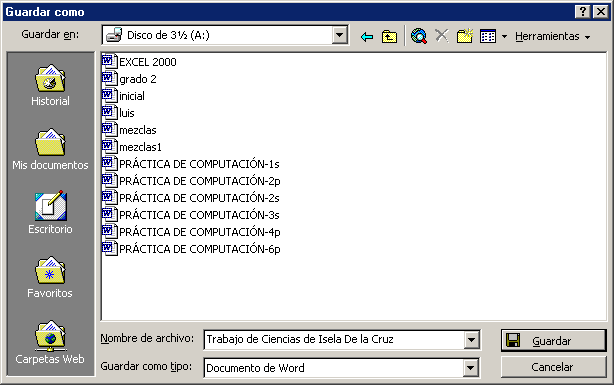 Guardar como
Guardar en:
Disco de 3½ (A:)
Herramientas
Historial
Mis documentos
Escritorio
Favoritos
Carpetas Web
EXCEL 2000
grado 2
inicial
luis
mezclas
mezclas1
PRÁCTICA DE COMPUTACIÓN-1s
PRÁCTICA DE COMPUTACIÓN-2p
PRÁCTICA DE COMPUTACIÓN-2s
PRÁCTICA DE COMPUTACIÓN-3s
PRÁCTICA DE COMPUTACIÓN-4p
PRÁCTICA DE COMPUTACIÓN-6p
Nombre de archivo:
Trabajo de Ciencias de Isela De la Cruz
Guardar
Guardar como tipo:
Documento de Word
Cancelar